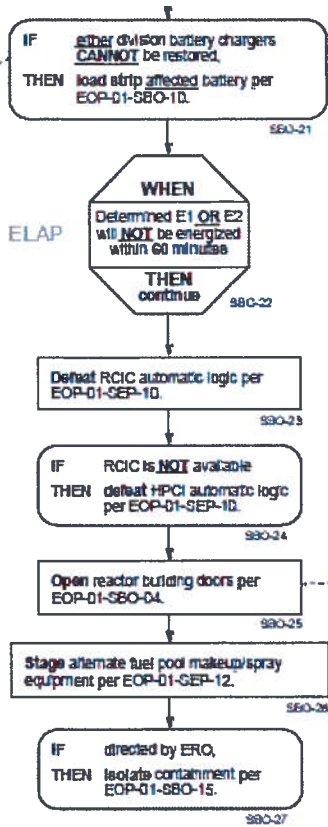 IF either division battery chargers
CANNOT be restored,
THEN load strip affected battery per
EOP-01-SBO-10.
SBO-21
WHEN
Determined E1 OR E2
will NOT be energized
within 60 minutes
THEN
continue
ELAP
SBO-22
Defeat RCIC automatic logic per
EOP-01-SEP-10.
SBO-23
IF RCIC is NOT available
THEN defeat HPCI automatic logic
per EOP-01-SEP-10.
SBO-24
Open reactor building doors per
EOP-01-SBO-04.
SBO-25
Stage alternate fuel pool makeup/spray
equipment per EOP-01-SEP-12.
SBO-26
IF directed by ERO,
THEN Isolate containment per
EOP-01-SBO-15.
SBO-27